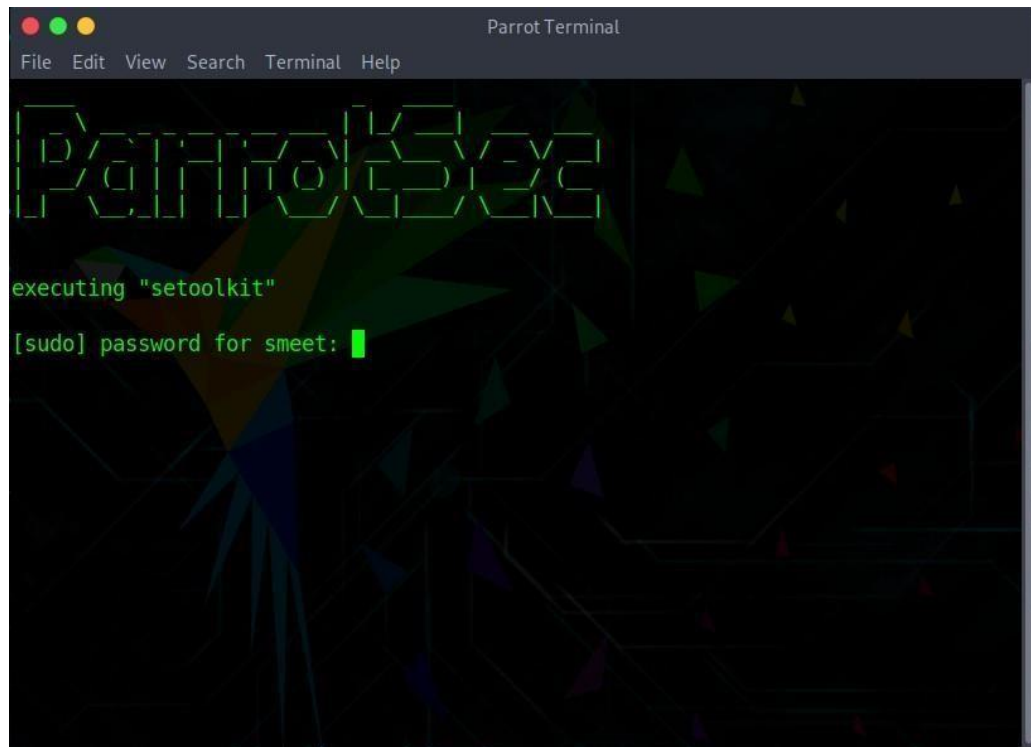 Parrot Terminal
File Edit View Search Terminal Help
ParrotSec
executing "setoolkit"
[sudo] password for smeet: